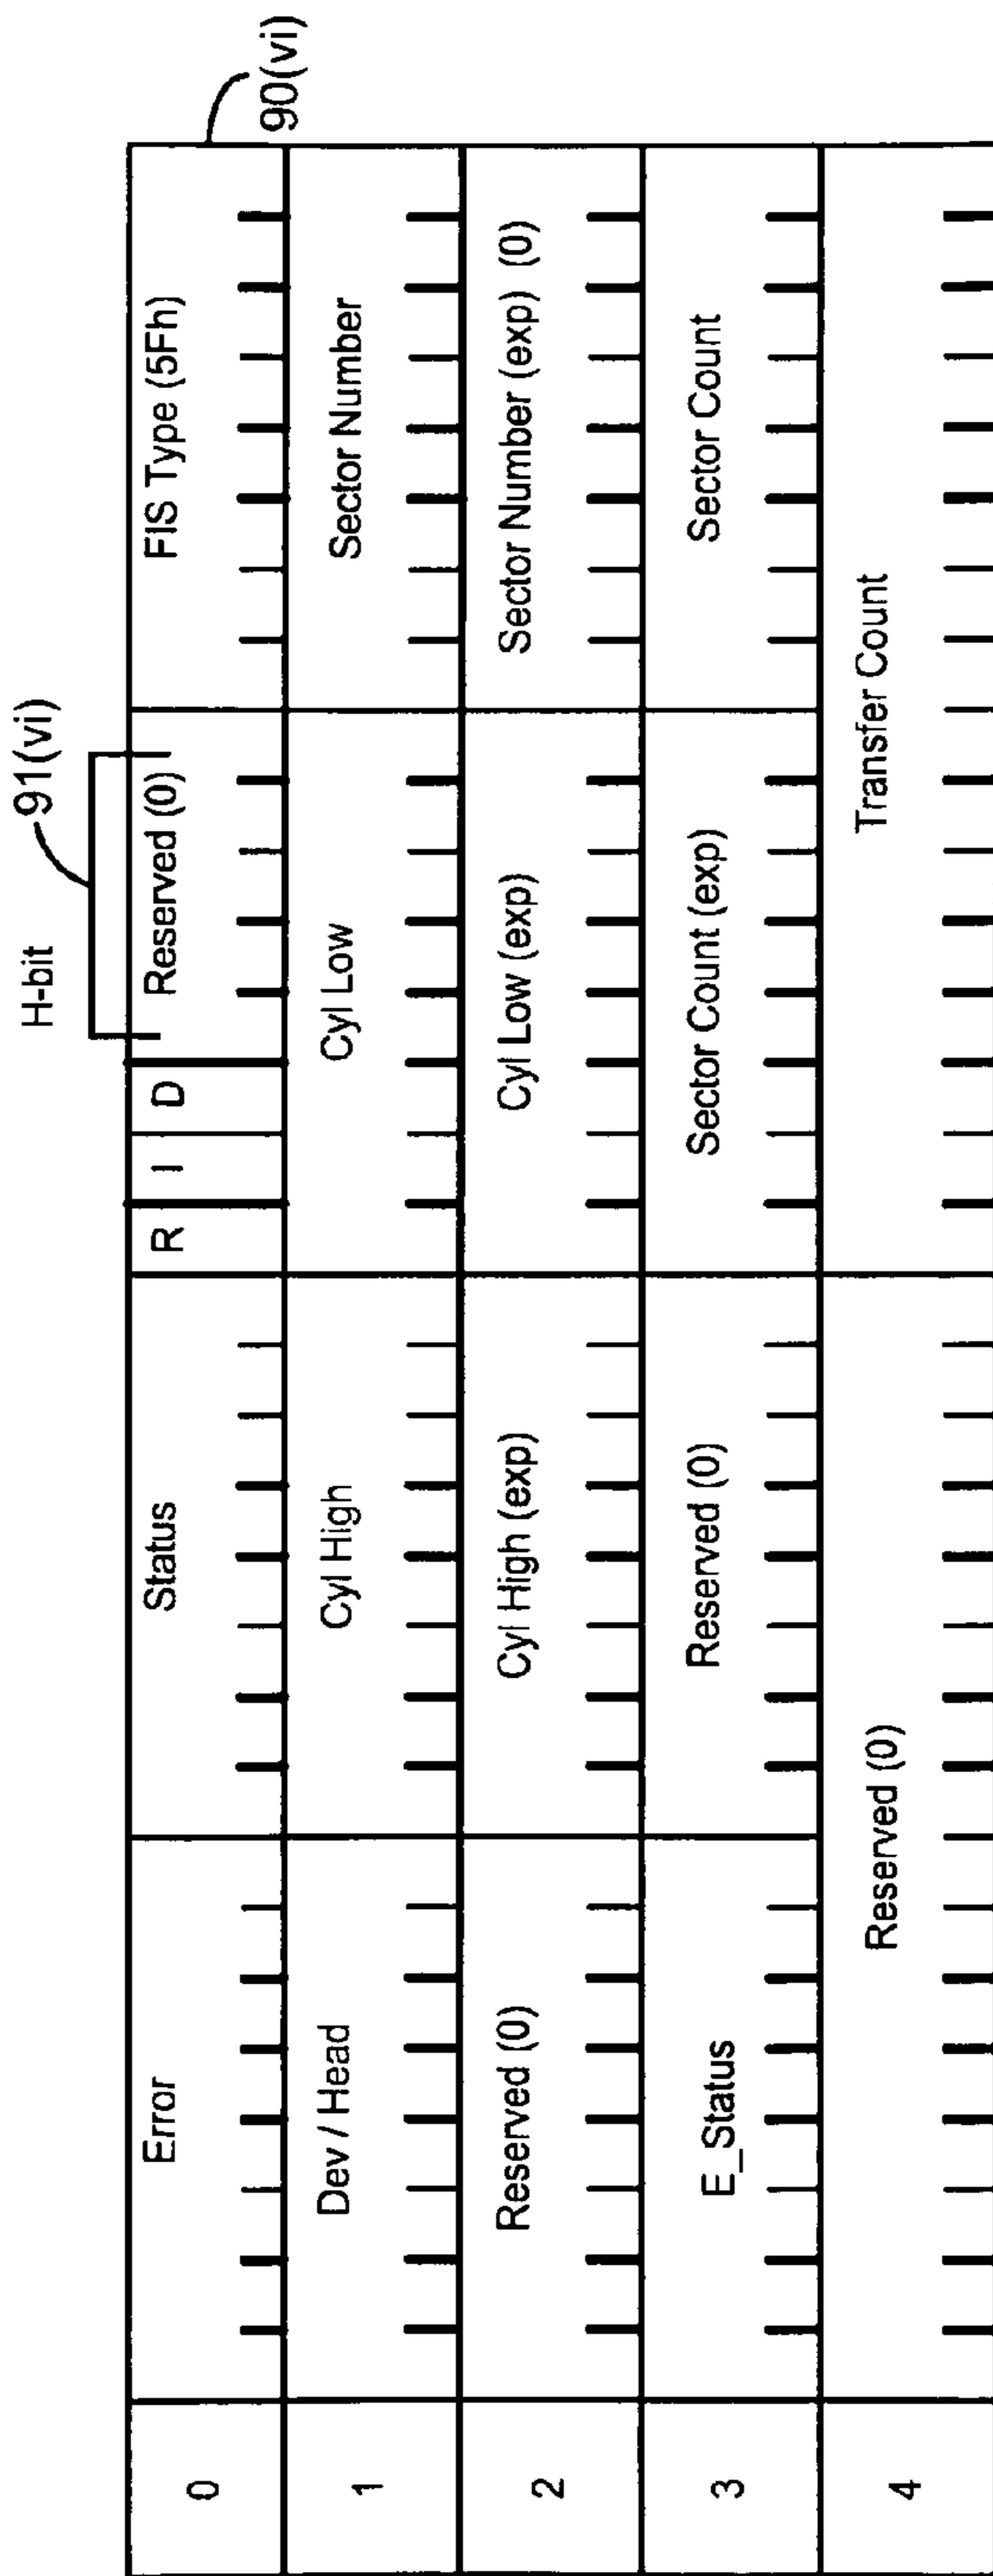 H-bit 91(vi)
90(vi)
0 Error Status R I D Reserved (0) FIS Type (5Fh)
1 Dev / Head Cyl High Cyl Low Sector Number
2 Reserved (0) Cyl High (exp) Cyl Low (exp) Sector Number (exp) (0)
3 E_Status Reserved (0) Sector Count (exp) Sector Count
4 Reserved (0) Transfer Count